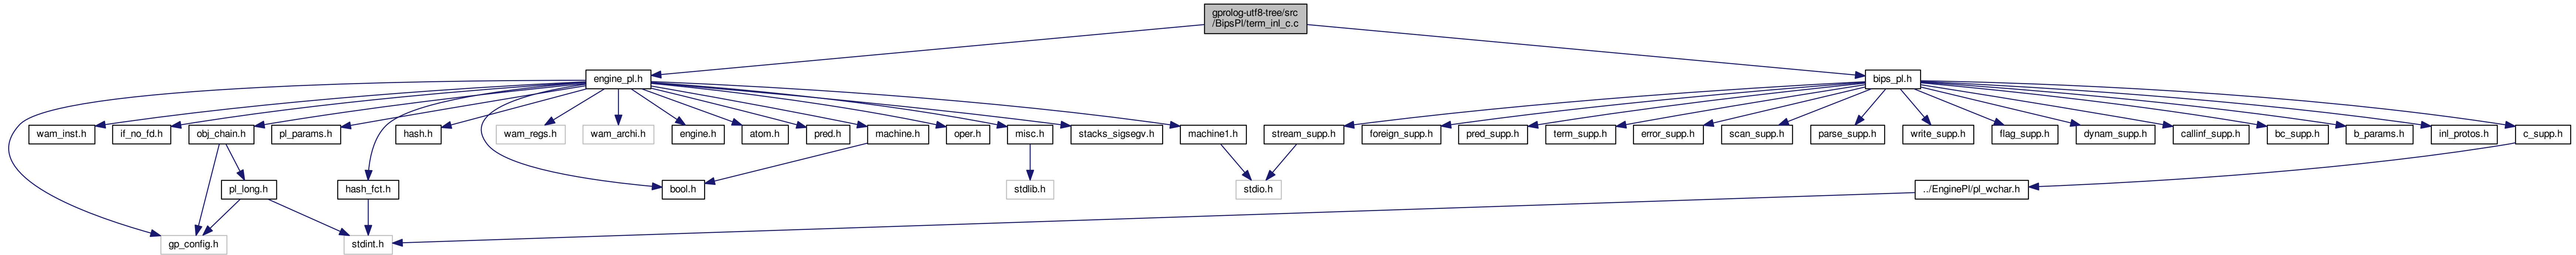 gprolog-utf8-tree/src
/BipsPl/term_inl_c.c
engine_pl.h
bips_pl.h
wam_inst.h
if_no_fd.h
obj_chain.h
pl_params.h
hash.h
wam_regs.h
wam_archi.h
engine.h
atom.h
pred.h
machine.h
oper.h
misc.h
stacks_sigsegv.h
machine1.h
stream_supp.h
foreign_supp.h
pred_supp.h
term_supp.h
error_supp.h
scan_supp.h
parse_supp.h
write_supp.h
flag_supp.h
dynam_supp.h
callinf_supp.h
bc_supp.h
b_params.h
inl_protos.h
c_supp.h
pl_long.h
hash_fct.h
bool.h
stdlib.h
stdio.h
../EnginePl/pl_wchar.h
gp_config.h
stdint.h